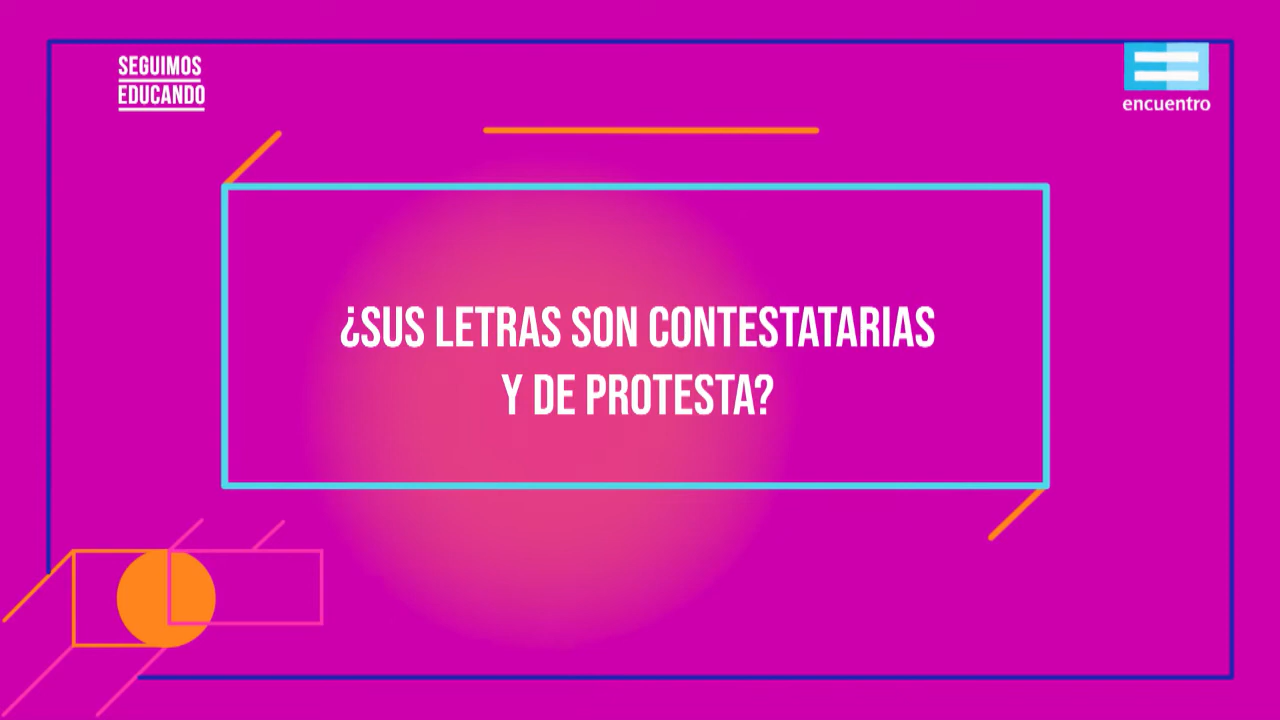 SEGUIMOS
EDUCANDO
encuentro
¿SUS LETRAS SON CONTESTATARIAS
Y DE PROTESTA?